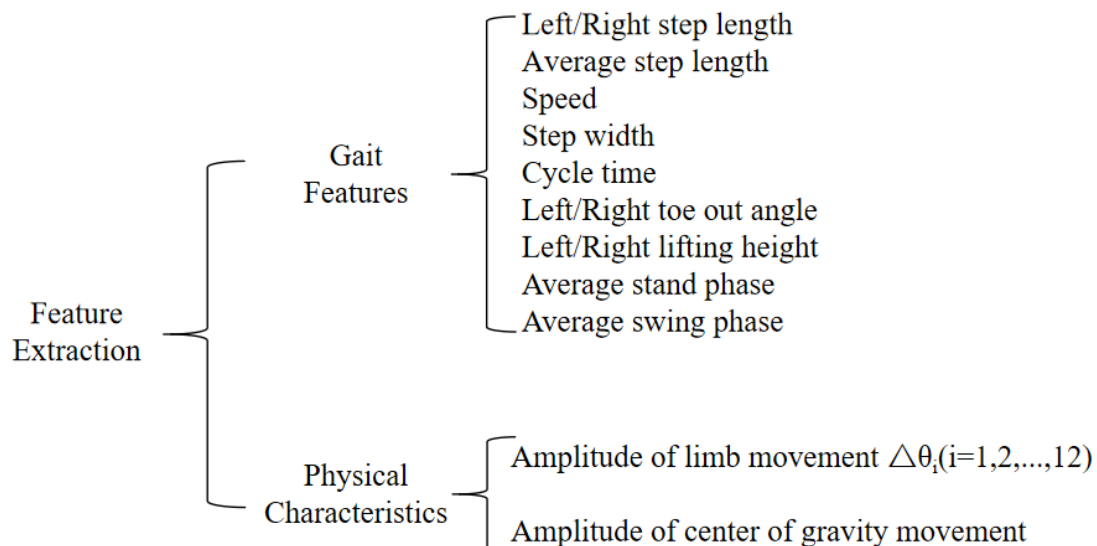 Feature
Extraction
Gait
Features
Left/Right step length
Average step length
Speed
Step width
Cycle time
Left/Right toe out angle
Left/Right lifting height
Average stand phase
Average swing phase
Physical
Characteristics
Amplitude of limb movement △θᵢ(i=1,2,...,12)
Amplitude of center of gravity movement